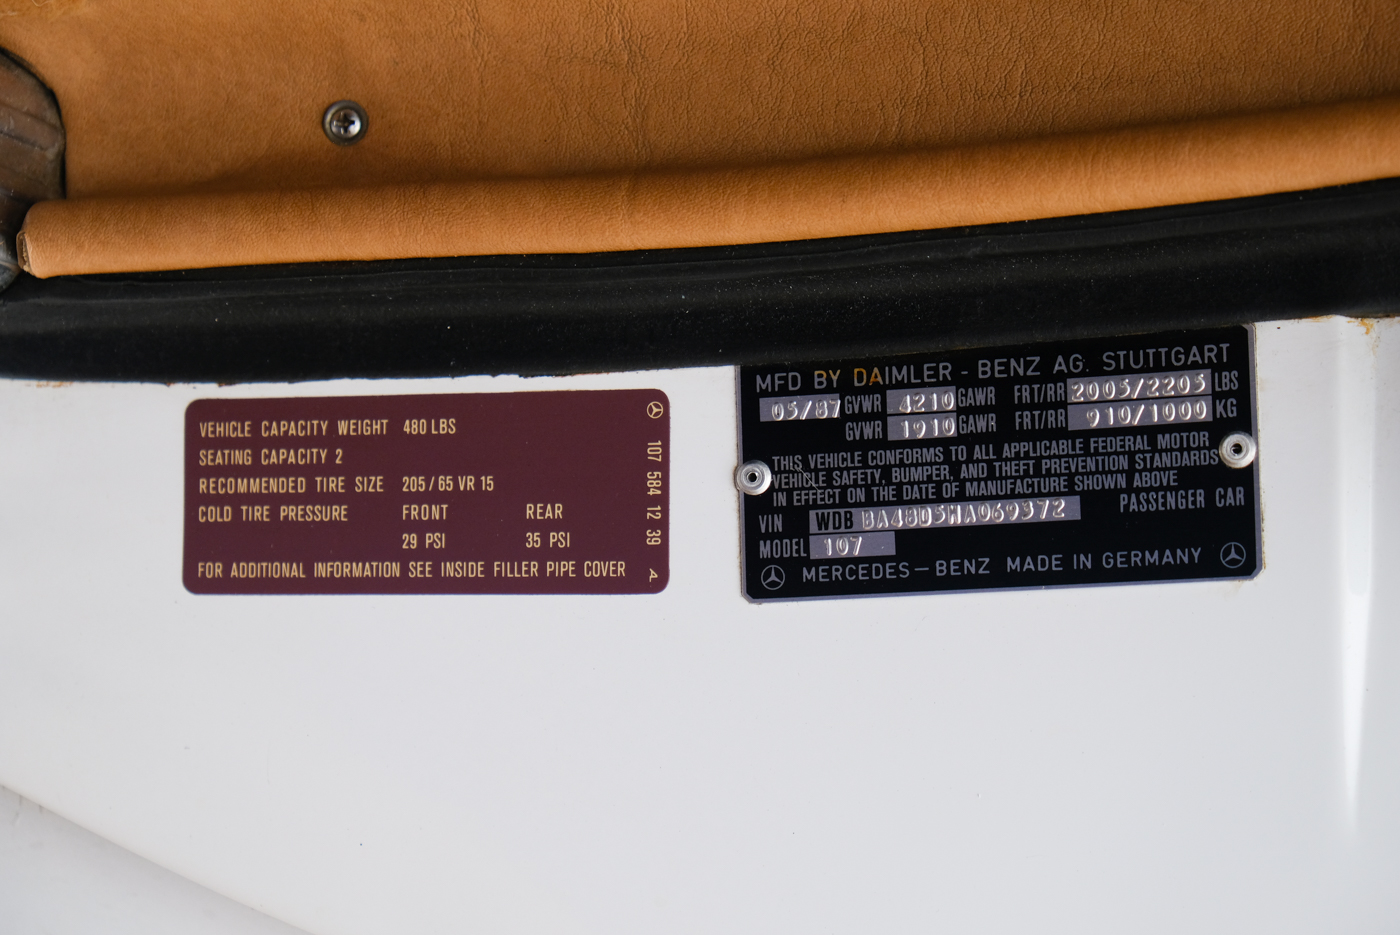 VEHICLE CAPACITY WEIGHT 480 LBS
SEATING CAPACITY 2
RECOMMENDED TIRE SIZE 205/65 VR 15
COLD TIRE PRESSURE FRONT REAR
29 PSI 35 PSI
FOR ADDITIONAL INFORMATION SEE INSIDE FILLER PIPE COVER
107 584 12 39
MFD BY DAIMLER-BENZ AG. STUTTGART
05/87 GVWR 4210 GAWR FRT/RR 2005/2205 LBS
GVWR 1910 GAWR FRT/RR 910/1000 KG
THIS VEHICLE CONFORMS TO ALL APPLICABLE FEDERAL MOTOR
VEHICLE SAFETY, BUMPER, AND THEFT PREVENTION STANDARDS
IN EFFECT ON THE DATE OF MANUFACTURE SHOWN ABOVE
PASSENGER CAR
VIN WDB BA48D5HA069372
MODEL 107
MERCEDES-BENZ MADE IN GERMANY